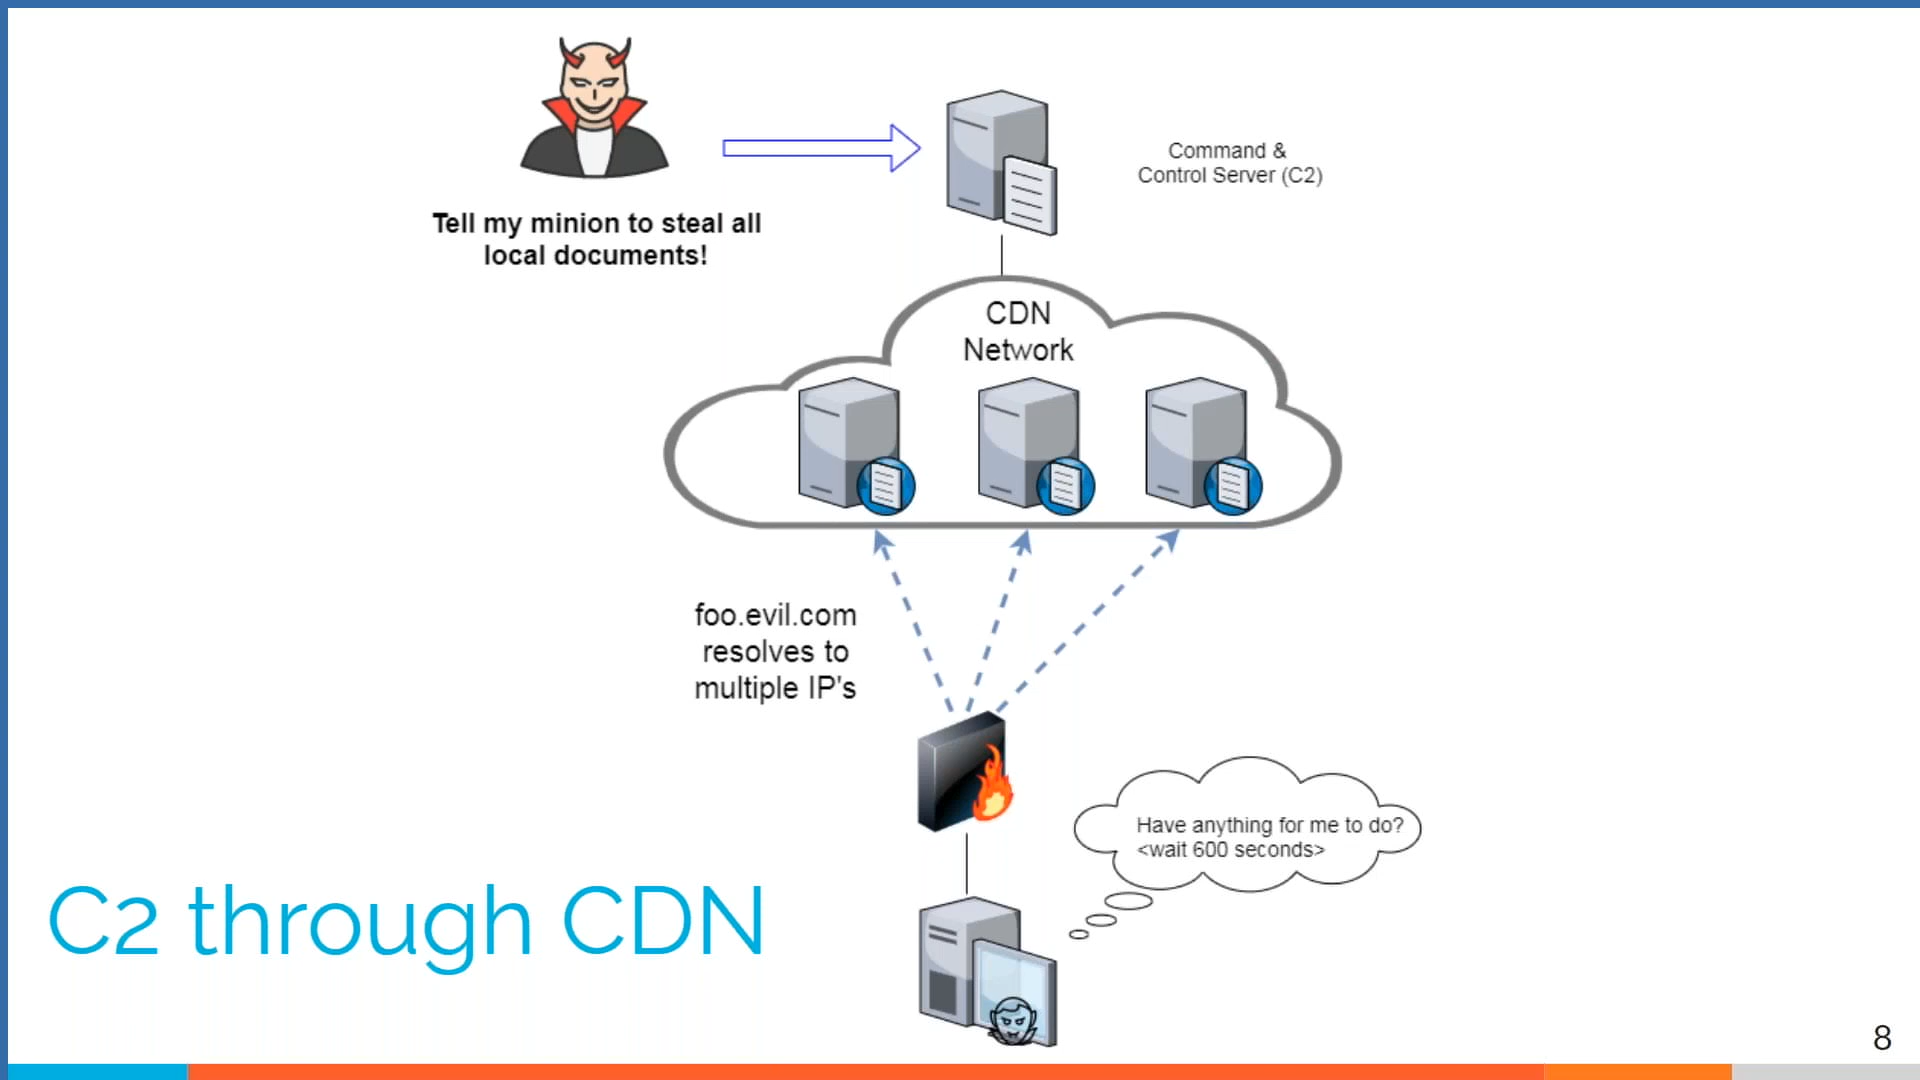 Command &
Control Server (C2)
Tell my minion to steal all
local documents!
CDN
Network
foo.evil.com
resolves to
multiple IP's
Have anything for me to do?
<wait 600 seconds>
C2 through CDN
8